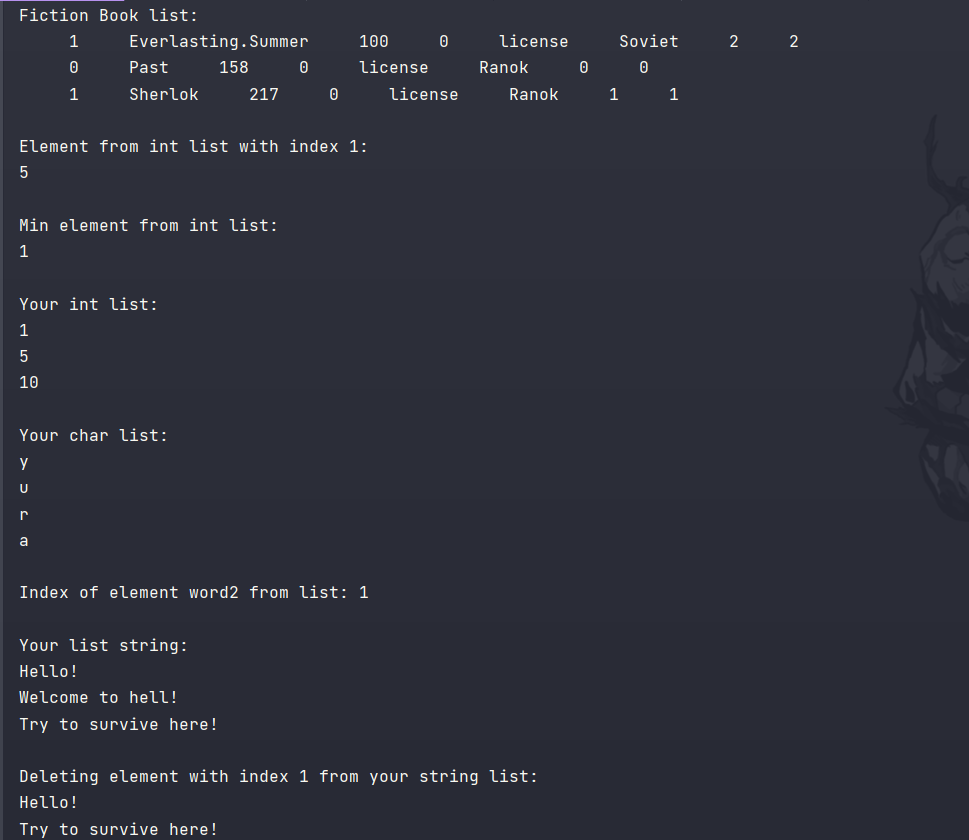 Fiction Book list:
1 Everlasting.Summer 100 0 license Soviet 2 2
0 Past 158 0 license Ranok 0 0
1 Sherlok 217 0 license Ranok 1 1
Element from int list with index 1:
5
Min element from int list:
1
Your int list:
1
5
10
Your char list:
y
u
r
a
Index of element word2 from list: 1
Your list string:
Hello!
Welcome to hell!
Try to survive here!
Deleting element with index 1 from your string list:
Hello!
Try to survive here!